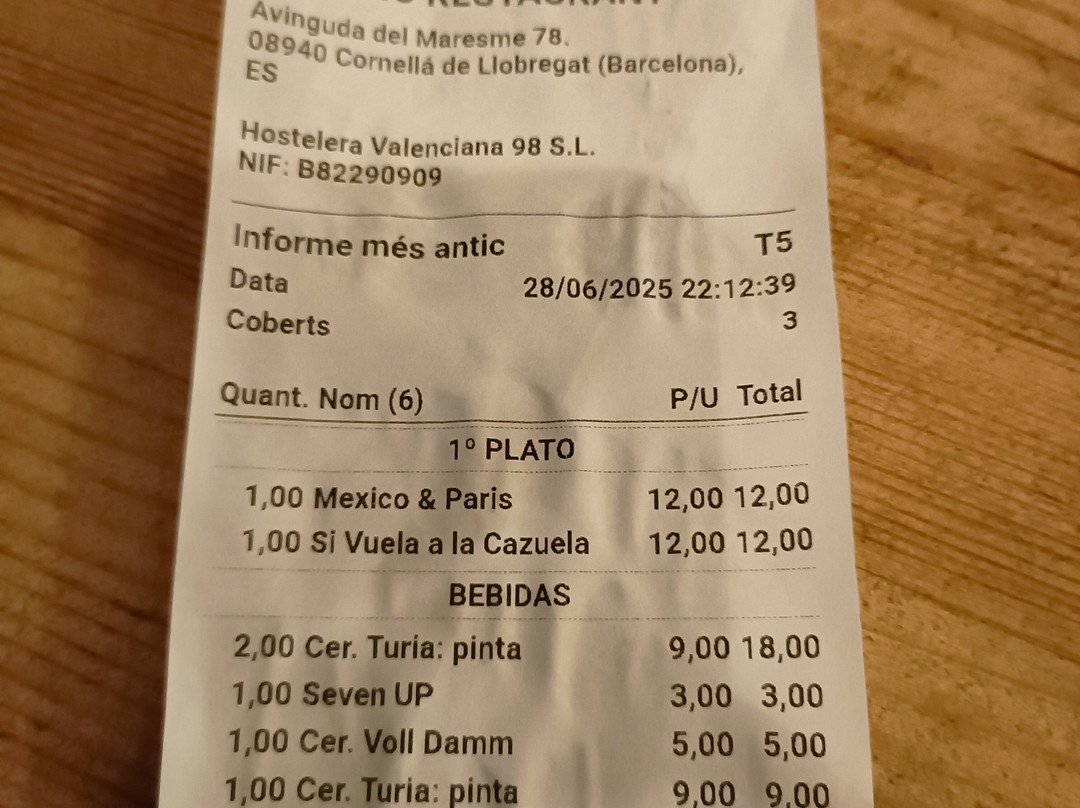 RESTAURANT
Avinguda del Maresme 78.
08940 Cornellá de Llobregat (Barcelona),
ES
Hostelera Valenciana 98 S.L.
NIF: B82290909
Informe més antic T5
Data 28/06/2025 22:12:39
Coberts 3
Quant. Nom (6) P/U Total
1º PLATO
1,00 Mexico & Paris 12,00 12,00
1,00 Si Vuela a la Cazuela 12,00 12,00
BEBIDAS
2,00 Cer. Turia: pinta 9,00 18,00
1,00 Seven UP 3,00 3,00
1,00 Cer. Voll Damm 5,00 5,00
1,00 Cer. Turia: pinta 9,00 9,00